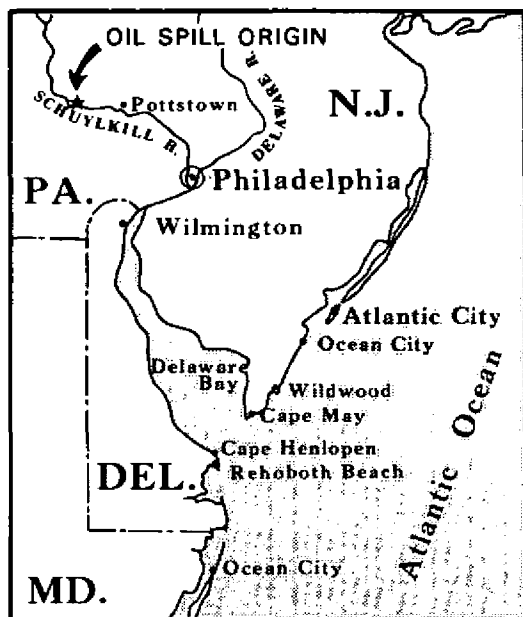 OIL SPILL ORIGIN
Pottstown
SCHUYLKILL R.
DELAWARE R.
N.J.
PA.
Philadelphia
Wilmington
Atlantic City
Ocean City
Delaware
Bay
Wildwood
Cape May
Atlantic Ocean
Cape Henlopen
DEL.
Rehoboth Beach
Ocean City
MD.